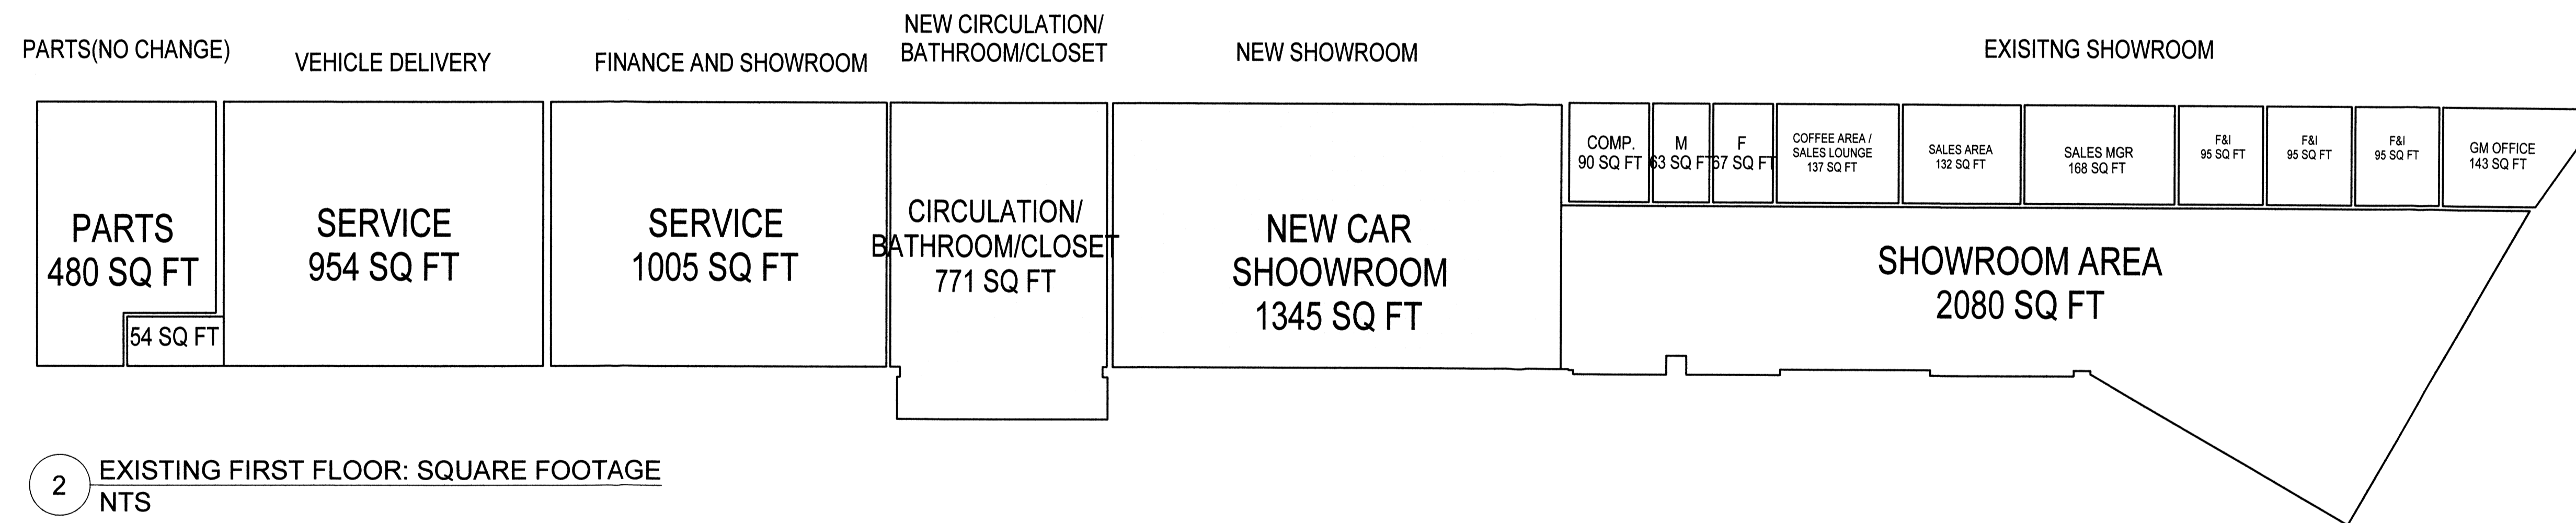 PARTS(NO CHANGE)
VEHICLE DELIVERY
FINANCE AND SHOWROOM
NEW CIRCULATION/
BATHROOM/CLOSET
NEW SHOWROOM
EXISITNG SHOWROOM
PARTS
480 SQ FT
54 SQ FT
SERVICE
954 SQ FT
SERVICE
1005 SQ FT
CIRCULATION/
BATHROOM/CLOSET
771 SQ FT
NEW CAR
SHOOWROOM
1345 SQ FT
COMP.
90 SQ FT
M
63 SQ FT
F
67 SQ FT
COFFEE AREA /
SALES LOUNGE
137 SQ FT
SALES AREA
132 SQ FT
SALES MGR
168 SQ FT
F&I
95 SQ FT
F&I
95 SQ FT
F&I
95 SQ FT
GM OFFICE
143 SQ FT
SHOWROOM AREA
2080 SQ FT
2
EXISTING FIRST FLOOR: SQUARE FOOTAGE
NTS